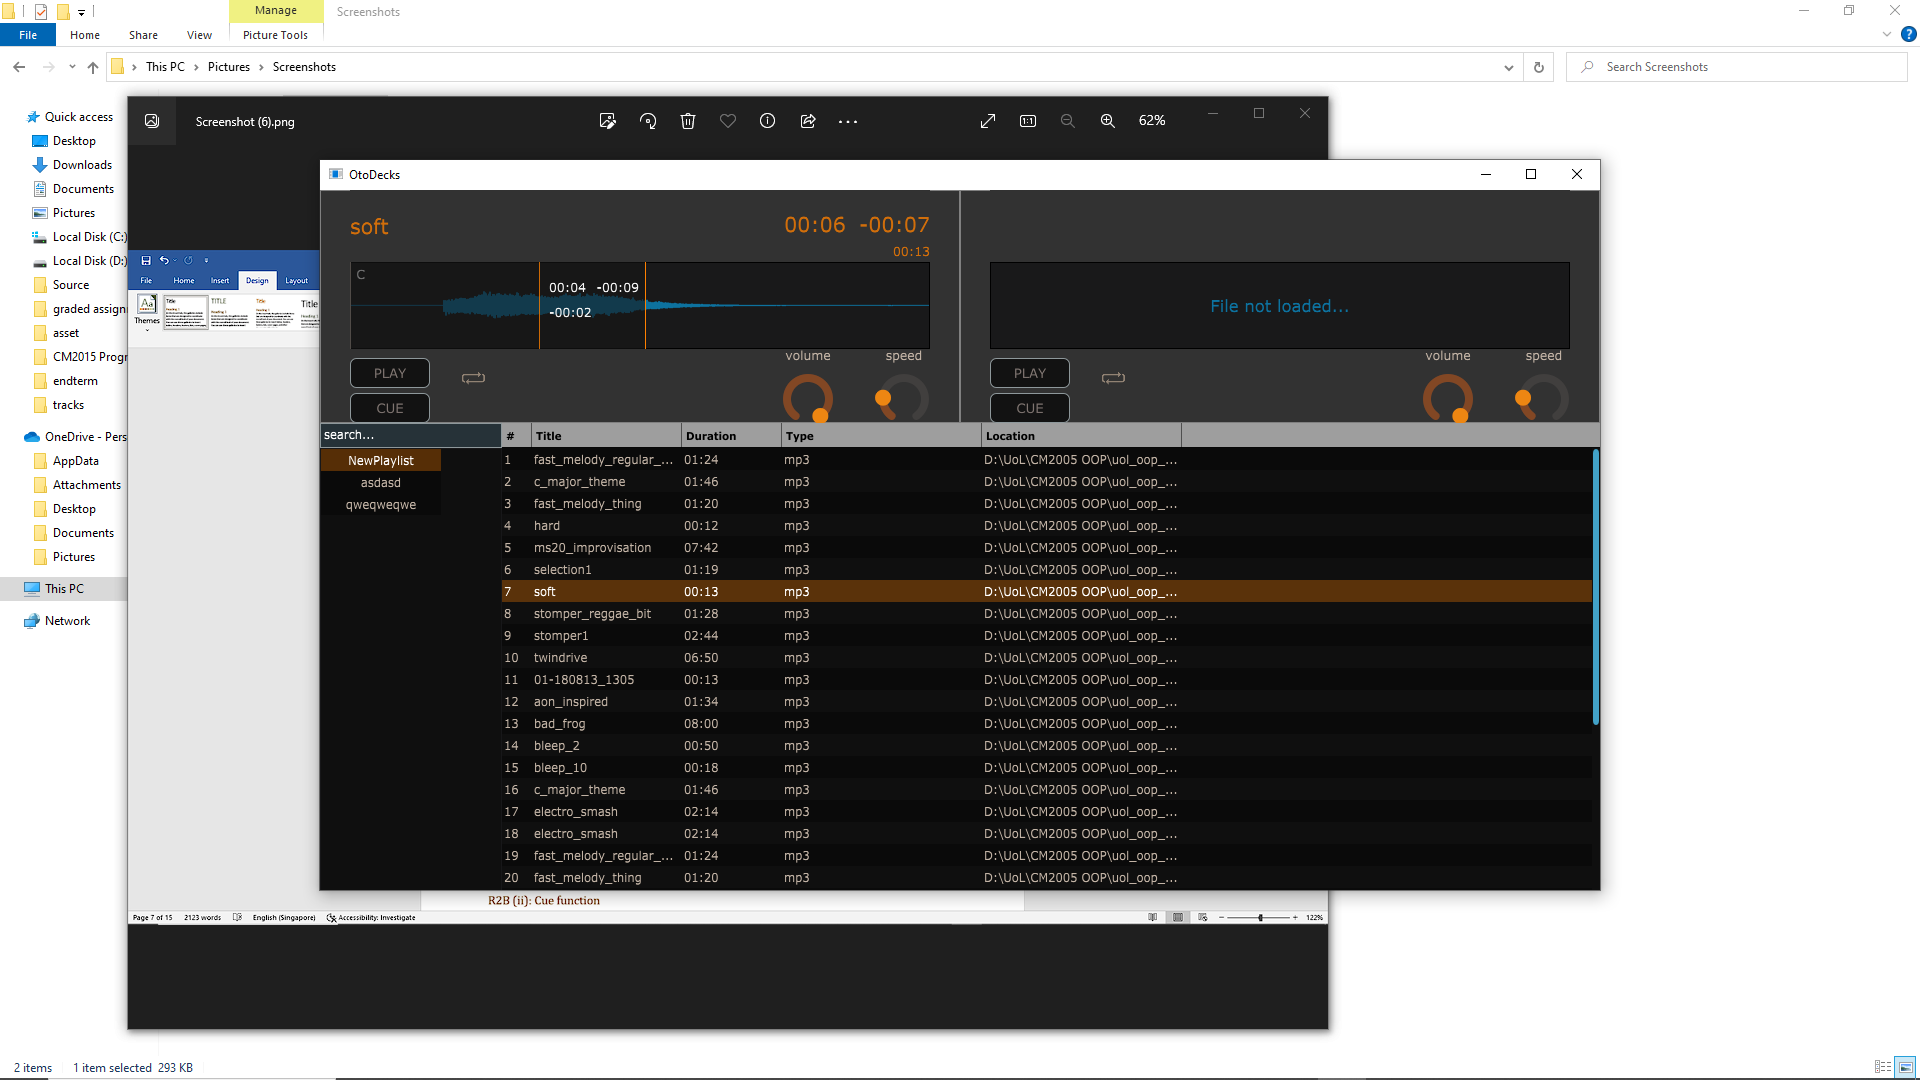 Manage
Screenshots
File Home Share View Picture Tools
This PC Pictures Screenshots
Search Screenshots
Quick access
Desktop
Downloads
Documents
Pictures
Local Disk (C:)
Local Disk (D:)
Source
graded assignn
asset
CM2015 Progr
endterm
tracks
OneDrive - Pers
AppData
Attachments
Desktop
Documents
Pictures
This PC
Network
2 items 1 item selected 293 KB
Screenshot (6).png
62%
File Home Insert Design Layout
Themes
Title
TITLE
Title
Title
OtoDecks
soft
00:06 -00:07
00:13
C
00:04 -00:09
-00:02
PLAY
CUE
volume speed
File not loaded...
PLAY
CUE
volume speed
search...
NewPlaylist
asdasd
qweqweqwe
# Title Duration Type Location
1 fast_melody_regular_... 01:24 mp3 D:\UoL\CM2005 OOP\uol_oop_...
2 c_major_theme 01:46 mp3 D:\UoL\CM2005 OOP\uol_oop_...
3 fast_melody_thing 01:20 mp3 D:\UoL\CM2005 OOP\uol_oop_...
4 hard 00:12 mp3 D:\UoL\CM2005 OOP\uol_oop_...
5 ms20_improvisation 07:42 mp3 D:\UoL\CM2005 OOP\uol_oop_...
6 selection1 01:19 mp3 D:\UoL\CM2005 OOP\uol_oop_...
7 soft 00:13 mp3 D:\UoL\CM2005 OOP\uol_oop_...
8 stomper_reggae_bit 01:28 mp3 D:\UoL\CM2005 OOP\uol_oop_...
9 stomper1 02:44 mp3 D:\UoL\CM2005 OOP\uol_oop_...
10 twindrive 06:50 mp3 D:\UoL\CM2005 OOP\uol_oop_...
11 01-180813_1305 00:13 mp3 D:\UoL\CM2005 OOP\uol_oop_...
12 aon_inspired 01:34 mp3 D:\UoL\CM2005 OOP\uol_oop_...
13 bad_frog 08:00 mp3 D:\UoL\CM2005 OOP\uol_oop_...
14 bleep_2 00:50 mp3 D:\UoL\CM2005 OOP\uol_oop_...
15 bleep_10 00:18 mp3 D:\UoL\CM2005 OOP\uol_oop_...
16 c_major_theme 01:46 mp3 D:\UoL\CM2005 OOP\uol_oop_...
17 electro_smash 02:14 mp3 D:\UoL\CM2005 OOP\uol_oop_...
18 electro_smash 02:14 mp3 D:\UoL\CM2005 OOP\uol_oop_...
19 fast_melody_regular_... 01:24 mp3 D:\UoL\CM2005 OOP\uol_oop_...
20 fast_melody_thing 01:20 mp3 D:\UoL\CM2005 OOP\uol_oop_...
R2B (ii): Cue function
Page 7 of 15 2123 words English (Singapore) Accessibility: Investigate
122%